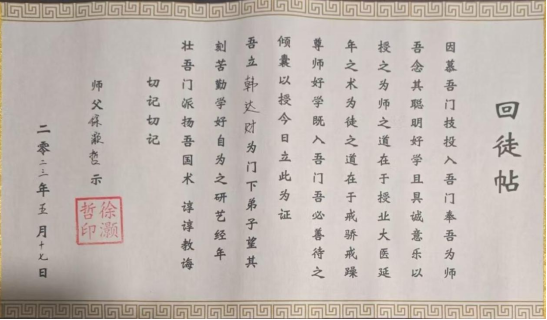 回徒帖
因慕吾门技投入吾门奉吾为师
吾念其聪明好学且具诚意乐以
授之为师之道在于授业大医延
年之术为徒之道在于戒骄戒躁
尊师好学既入吾门吾必善待之
倾囊以授今日立此为证
吾立韩达财为门下弟子望其
刻苦勤学好自为之研艺经年
壮吾门派扬吾国术 谆谆教诲
切记切记
师父徐灏哲示
二零二三年五月十七日
徐灏哲印